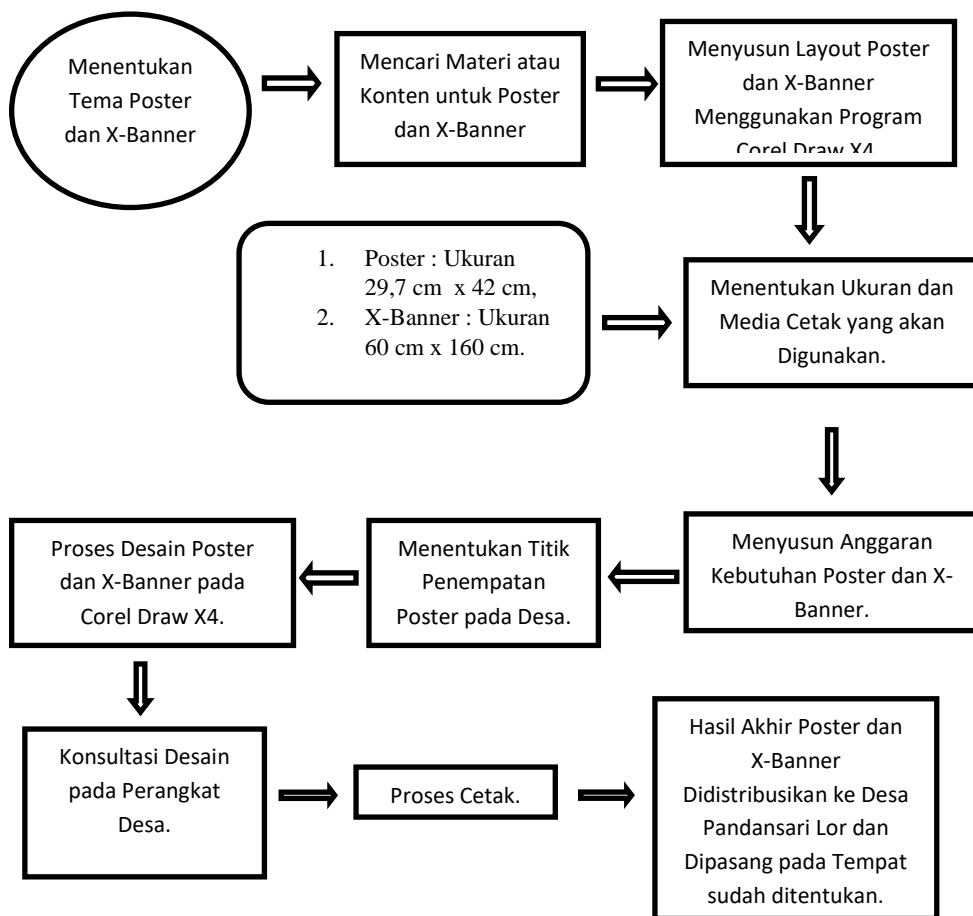 Menentukan
Tema Poster
dan X-Banner
Mencari Materi atau
Konten untuk Poster
dan X-Banner
Menyusun Layout Poster
dan X-Banner
Menggunakan Program
Corel Draw X4
1. Poster : Ukuran
29,7 cm x 42 cm,
2. X-Banner : Ukuran
60 cm x 160 cm.
Menentukan Ukuran dan
Media Cetak yang akan
Digunakan.
Menyusun Anggaran
Kebutuhan Poster dan X-
Banner.
Menentukan Titik
Penempatan
Poster pada Desa.
Proses Desain Poster
dan X-Banner pada
Corel Draw X4.
Konsultasi Desain
pada Perangkat
Desa.
Proses Cetak.
Hasil Akhir Poster dan
X-Banner
Didistribusikan ke Desa
Pandansari Lor dan
Dipasang pada Tempat
sudah ditentukan.